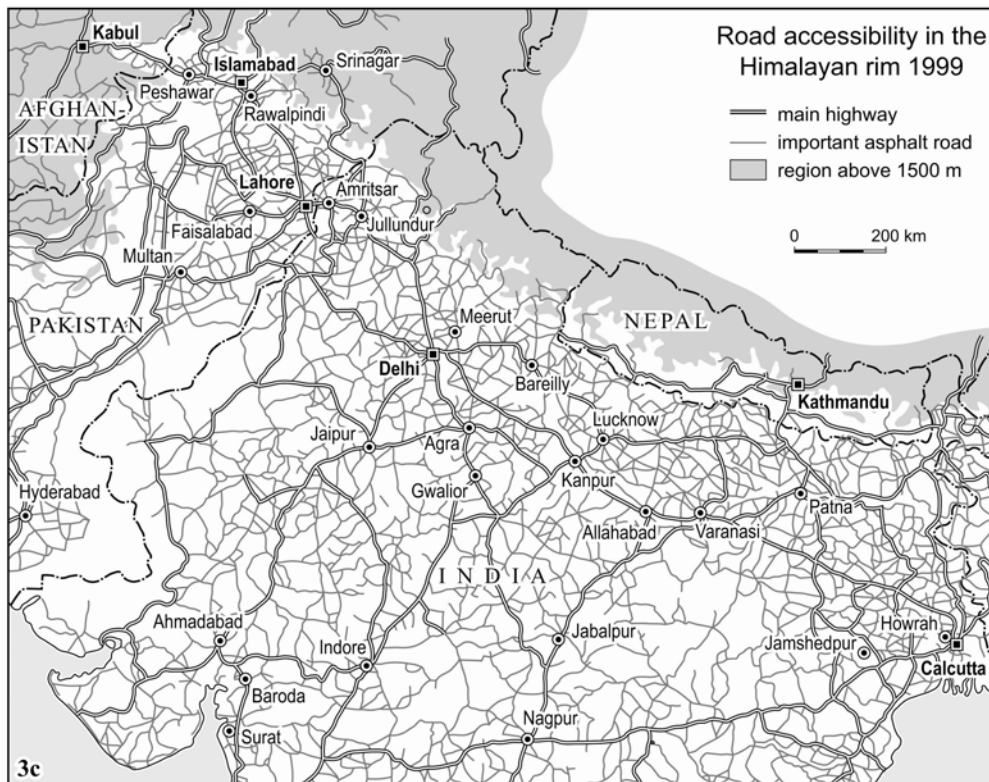 Road accessibility in the
Himalayan rim 1999
main highway
important asphalt road
region above 1500 m
0 200 km
Kabul
Islamabad
Srinagar
Peshawar
Rawalpindi
AFGHAN-
ISTAN
Lahore
Amritsar
Faisalabad
Jullundur
Multan
PAKISTAN
Meerut
NEPAL
Delhi
Bareilly
Kathmandu
Lucknow
Jaipur
Agra
Gwalior
Kanpur
Hyderabad
Patna
Allahabad
Varanasi
INDIA
Ahmadabad
Indore
Jabalpur
Jamshedpur
Howrah
Calcutta
Baroda
Surat
Nagpur
3c